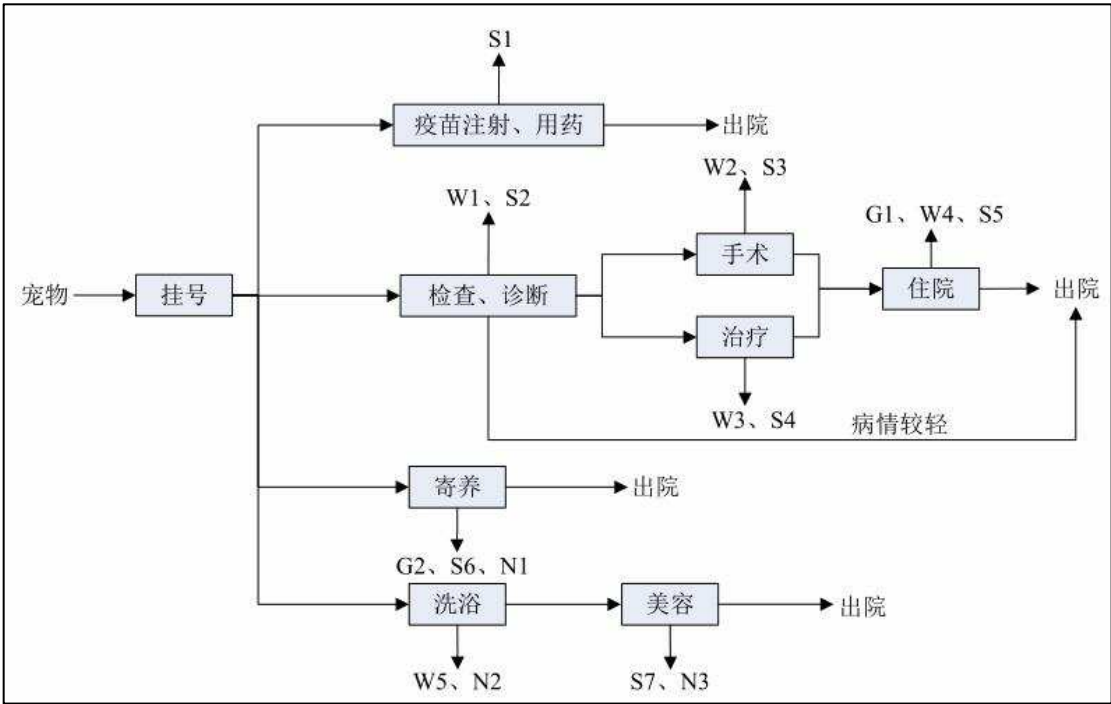 S1
疫苗注射、用药
出院
W2、S3
W1、S2
G1、W4、S5
手术
宠物
挂号
检查、诊断
住院
出院
治疗
W3、S4
病情较轻
寄养
出院
G2、S6、N1
洗浴
美容
出院
W5、N2
S7、N3